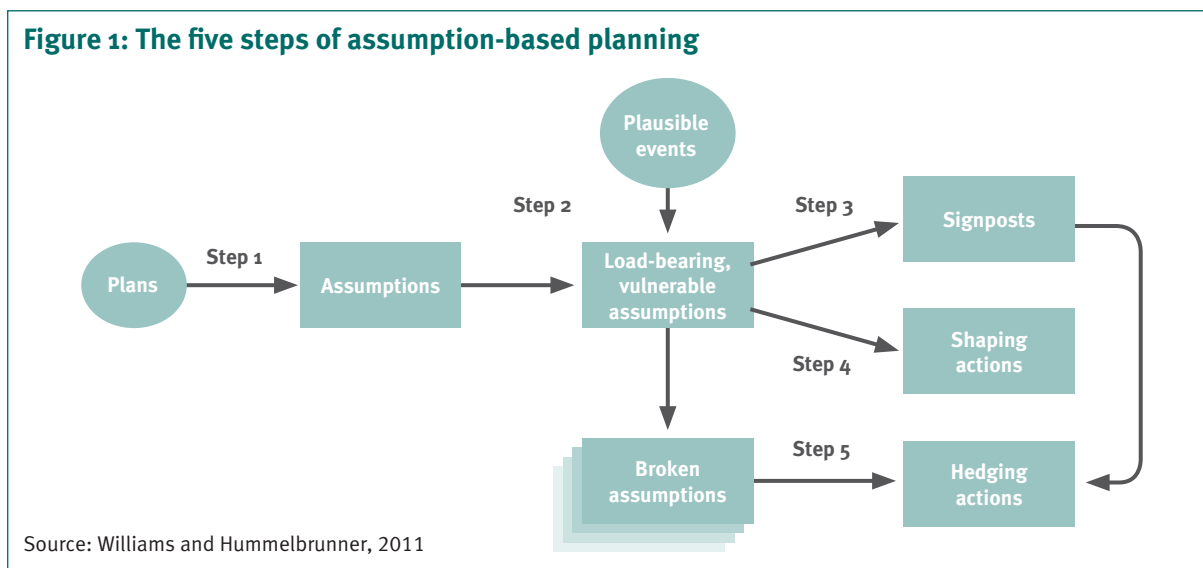 Figure 1: The five steps of assumption-based planning
Plausible
events
Step 2
Step 3
Signposts
Step 1
Plans
Assumptions
Load-bearing,
vulnerable
assumptions
Step 4
Shaping
actions
Step 5
Broken
assumptions
Hedging
actions
Source: Williams and Hummelbrunner, 2011